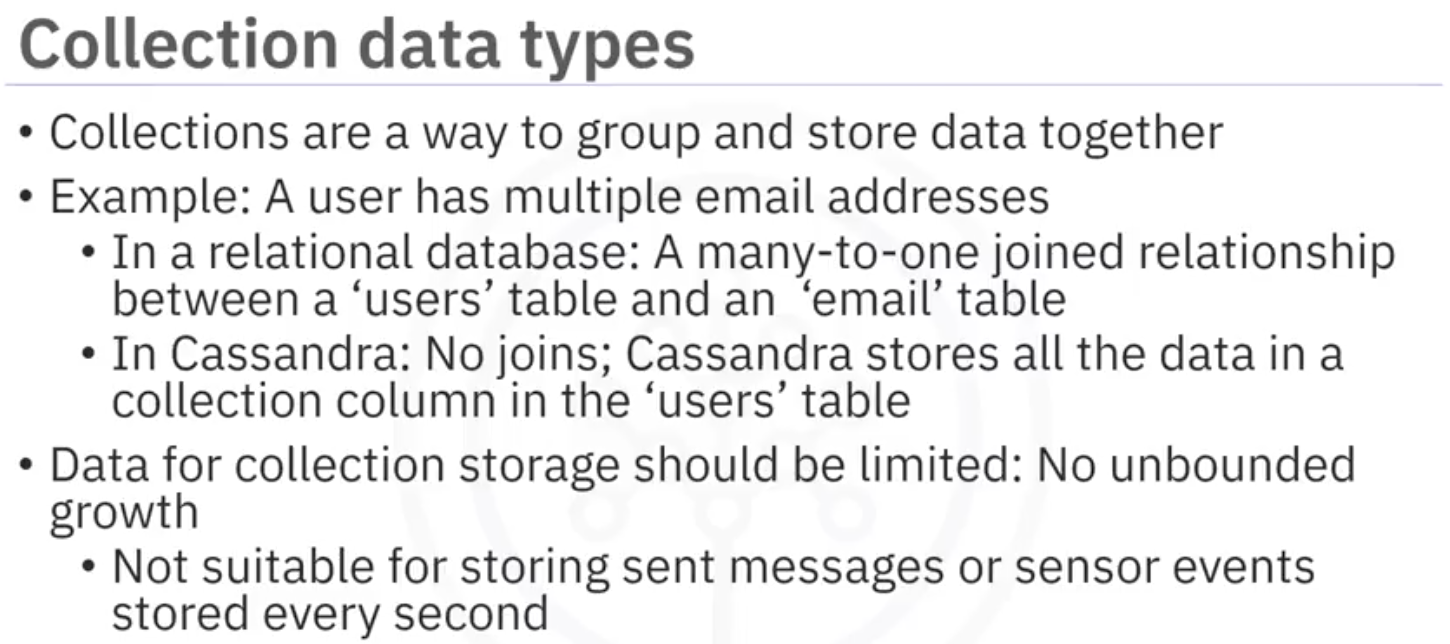 Collection data types
• Collections are a way to group and store data together
• Example: A user has multiple email addresses
• In a relational database: A many-to-one joined relationship
between a ‘users’ table and an ‘email’ table
• In Cassandra: No joins; Cassandra stores all the data in a
collection column in the ‘users’ table
• Data for collection storage should be limited: No unbounded
growth
• Not suitable for storing sent messages or sensor events
stored every second